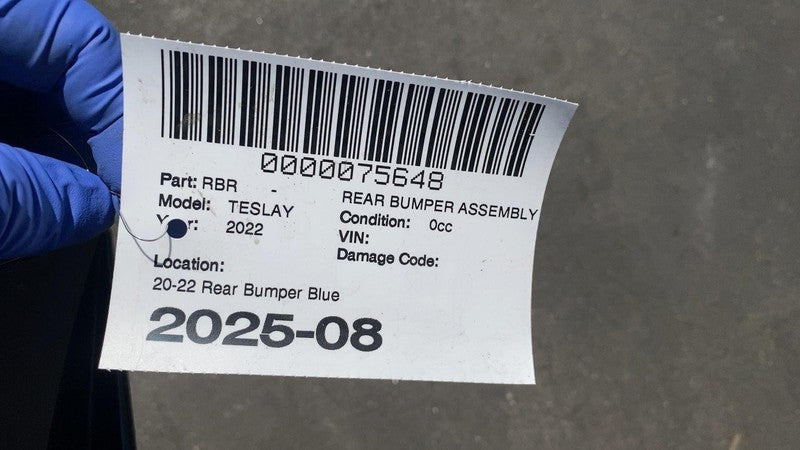 0000075648
Part: RBR - REAR BUMPER ASSEMBLY
Model: TESLAY Condition: 0cc
2022 VIN:
Damage Code:
Location:
20-22 Rear Bumper Blue
2025-08